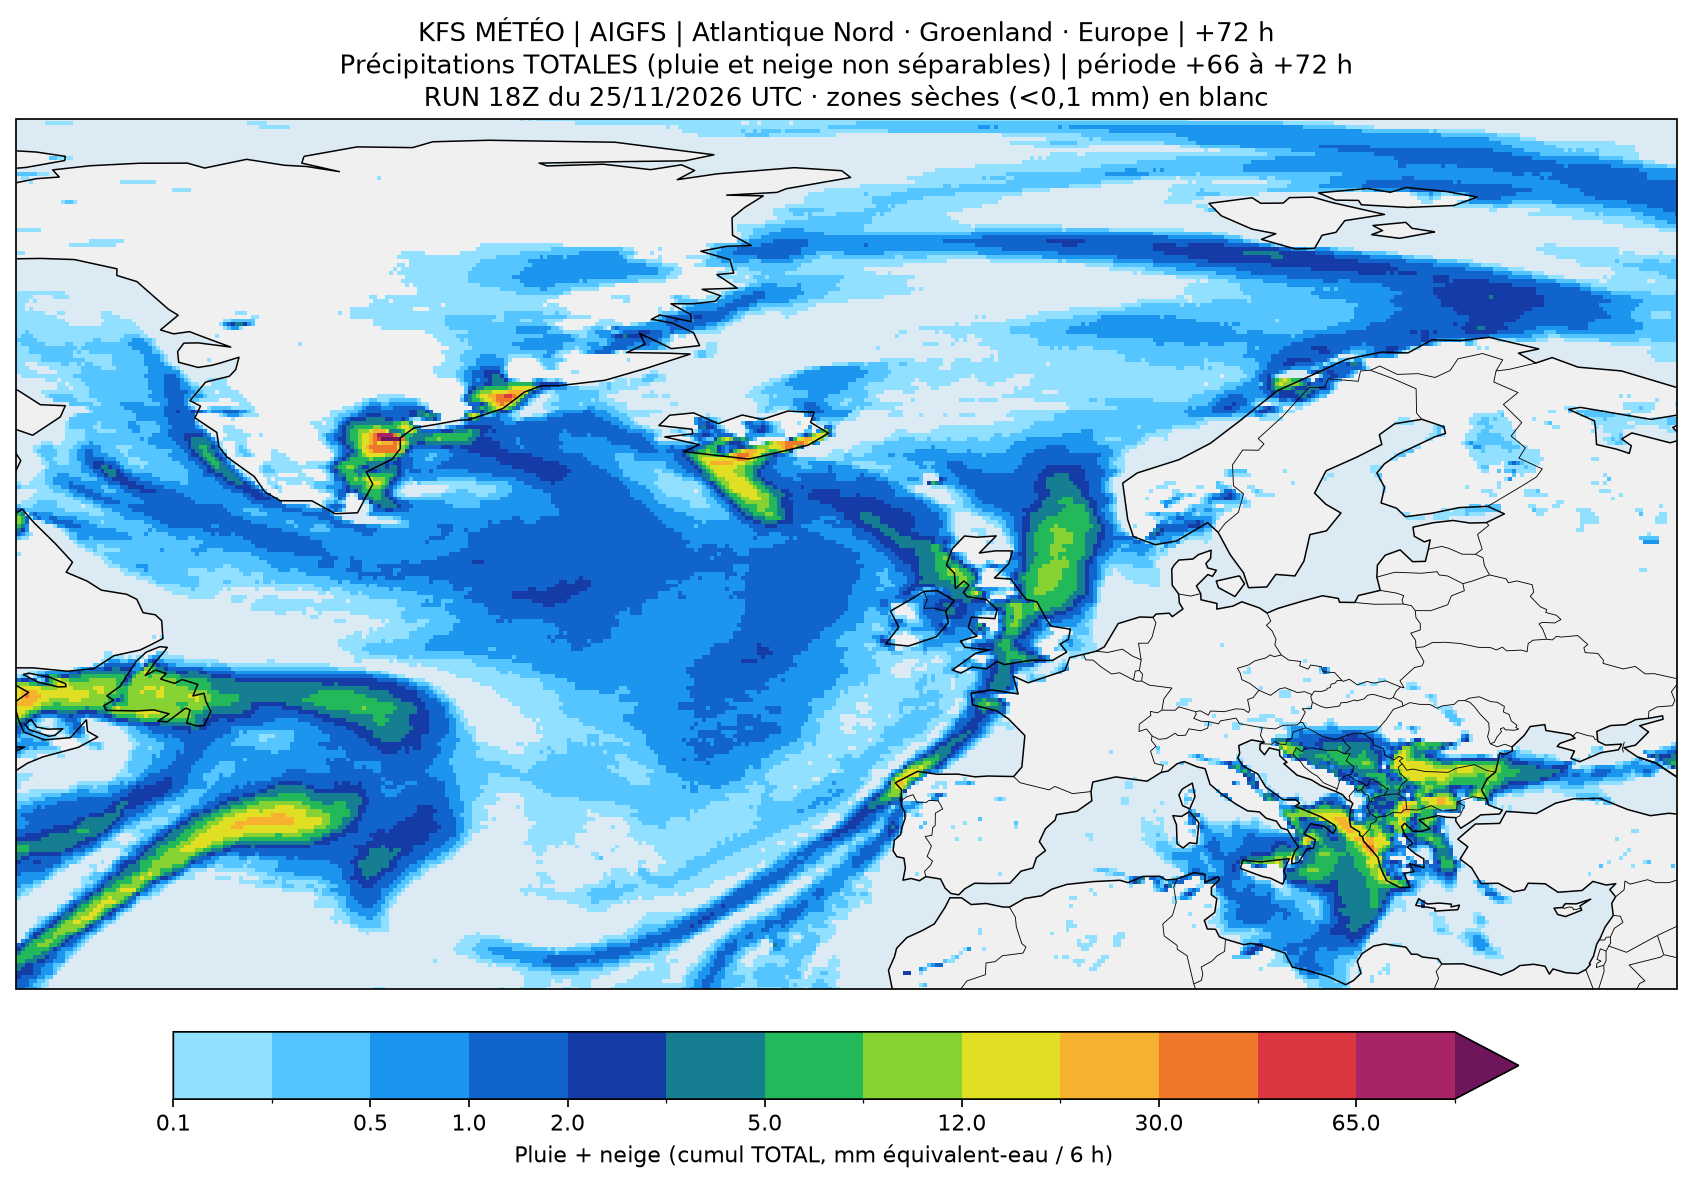 KFS MÉTÉO | AIGFS | Atlantique Nord · Groenland · Europe | +72 h
Précipitations TOTALES (pluie et neige non séparables) | période +66 à +72 h
RUN 18Z du 25/11/2026 UTC · zones sèches (<0,1 mm) en blanc
0.1 0.5 1.0 2.0 5.0 12.0 30.0 65.0
Pluie + neige (cumul TOTAL, mm équivalent-eau / 6 h)